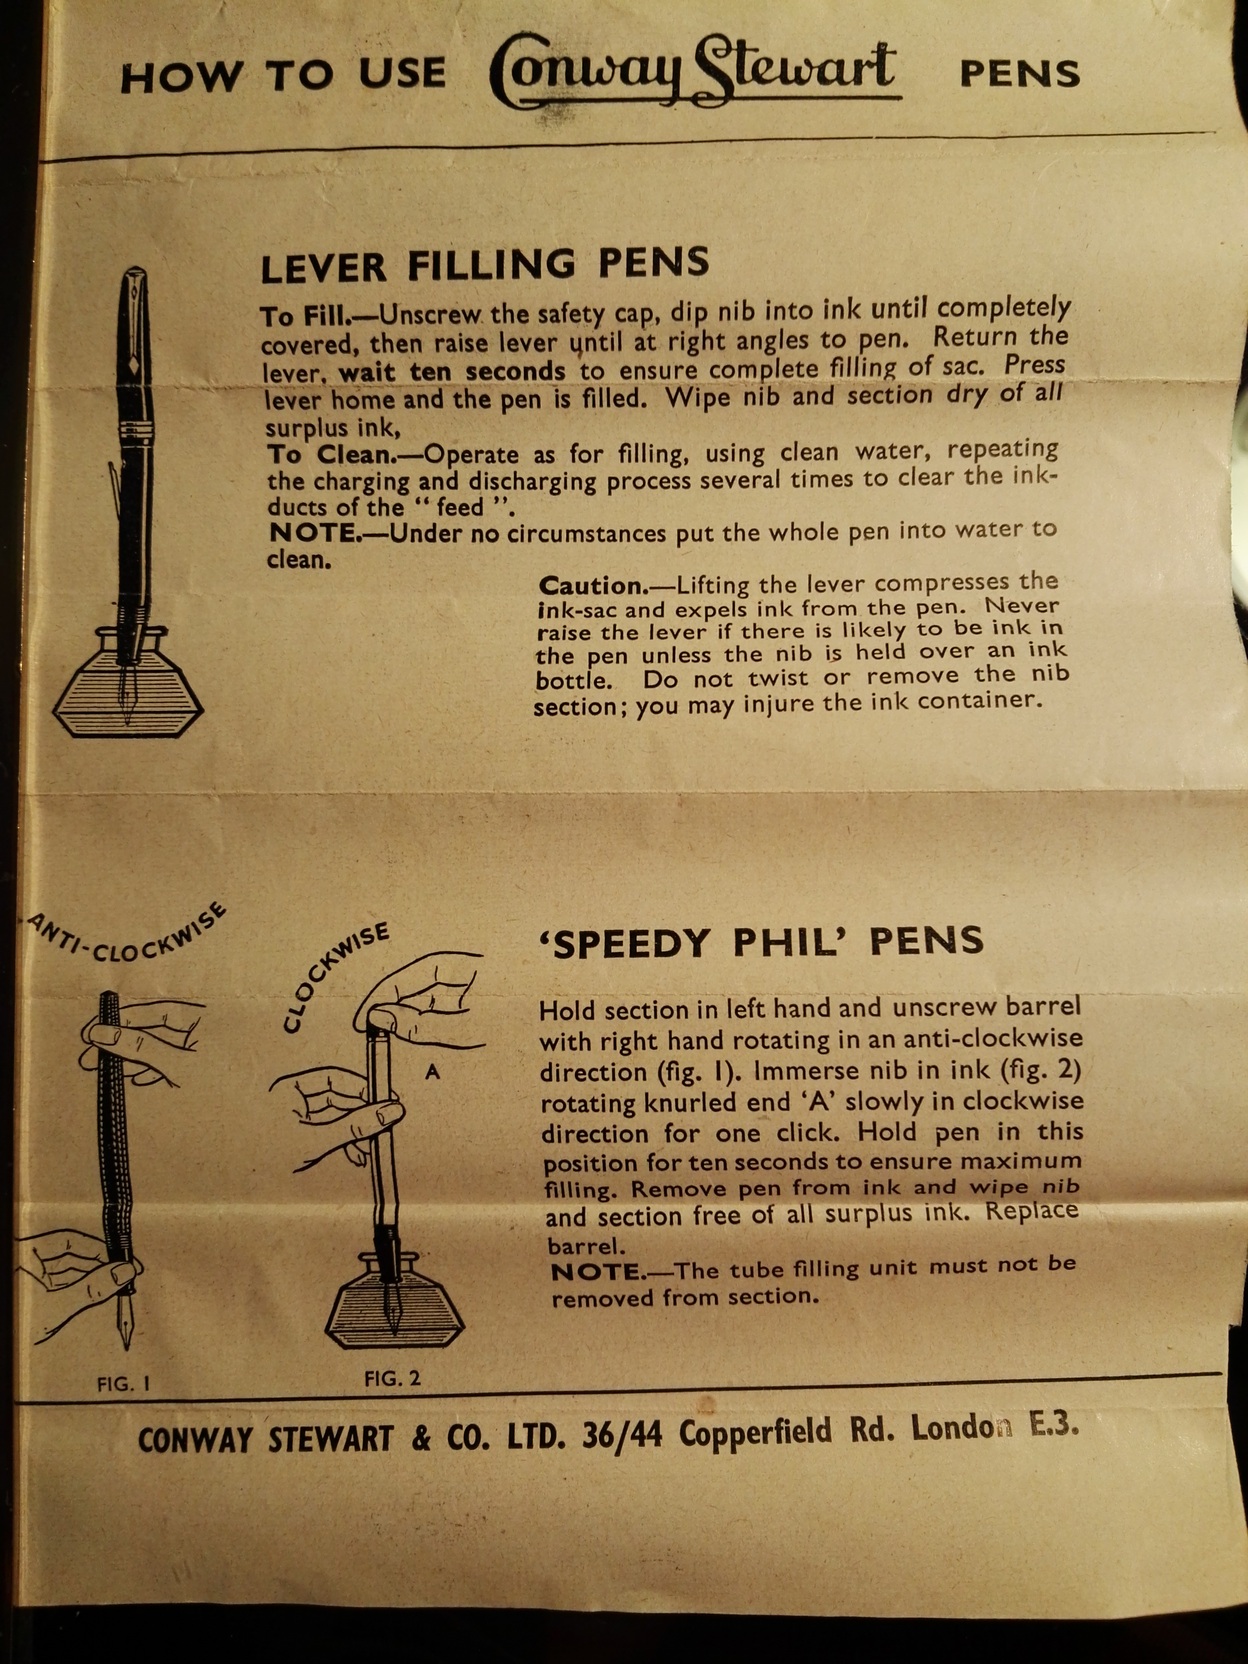 HOW TO USE Conway Stewart PENS
LEVER FILLING PENS
To Fill.—Unscrew the safety cap, dip nib into ink until completely
covered, then raise lever until at right angles to pen. Return the
lever, wait ten seconds to ensure complete filling of sac. Press
lever home and the pen is filled. Wipe nib and section dry of all
surplus ink,
To Clean.—Operate as for filling, using clean water, repeating
the charging and discharging process several times to clear the ink-
ducts of the “ feed ”.
NOTE.—Under no circumstances put the whole pen into water to
clean.
Caution.—Lifting the lever compresses the
ink-sac and expels ink from the pen. Never
raise the lever if there is likely to be ink in
the pen unless the nib is held over an ink
bottle. Do not twist or remove the nib
section; you may injure the ink container.
ANTI-CLOCKWISE
CLOCKWISE
A
FIG. 1
FIG. 2
‘SPEEDY PHIL’ PENS
Hold section in left hand and unscrew barrel
with right hand rotating in an anti-clockwise
direction (fig. 1). Immerse nib in ink (fig. 2)
rotating knurled end ‘A’ slowly in clockwise
direction for one click. Hold pen in this
position for ten seconds to ensure maximum
filling. Remove pen from ink and wipe nib
and section free of all surplus ink. Replace
barrel.
NOTE.—The tube filling unit must not be
removed from section.
CONWAY STEWART & CO. LTD. 36/44 Copperfield Rd. London E.3.